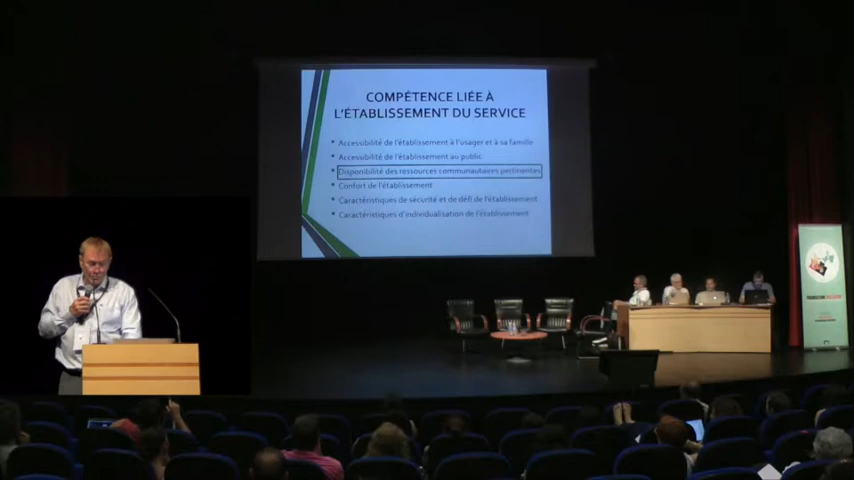 COMPÉTENCE LIÉE À
L'ÉTABLISSEMENT DU SERVICE
• Accessibilité de l'établissement à l'usager et à sa famille
• Accessibilité de l'établissement au public
• Disponibilité des ressources communautaires pertinentes
• Confort de l'établissement
• Caractéristiques de sécurité et de défi de l'établissement
• Caractéristiques d'individualisation de l'établissement